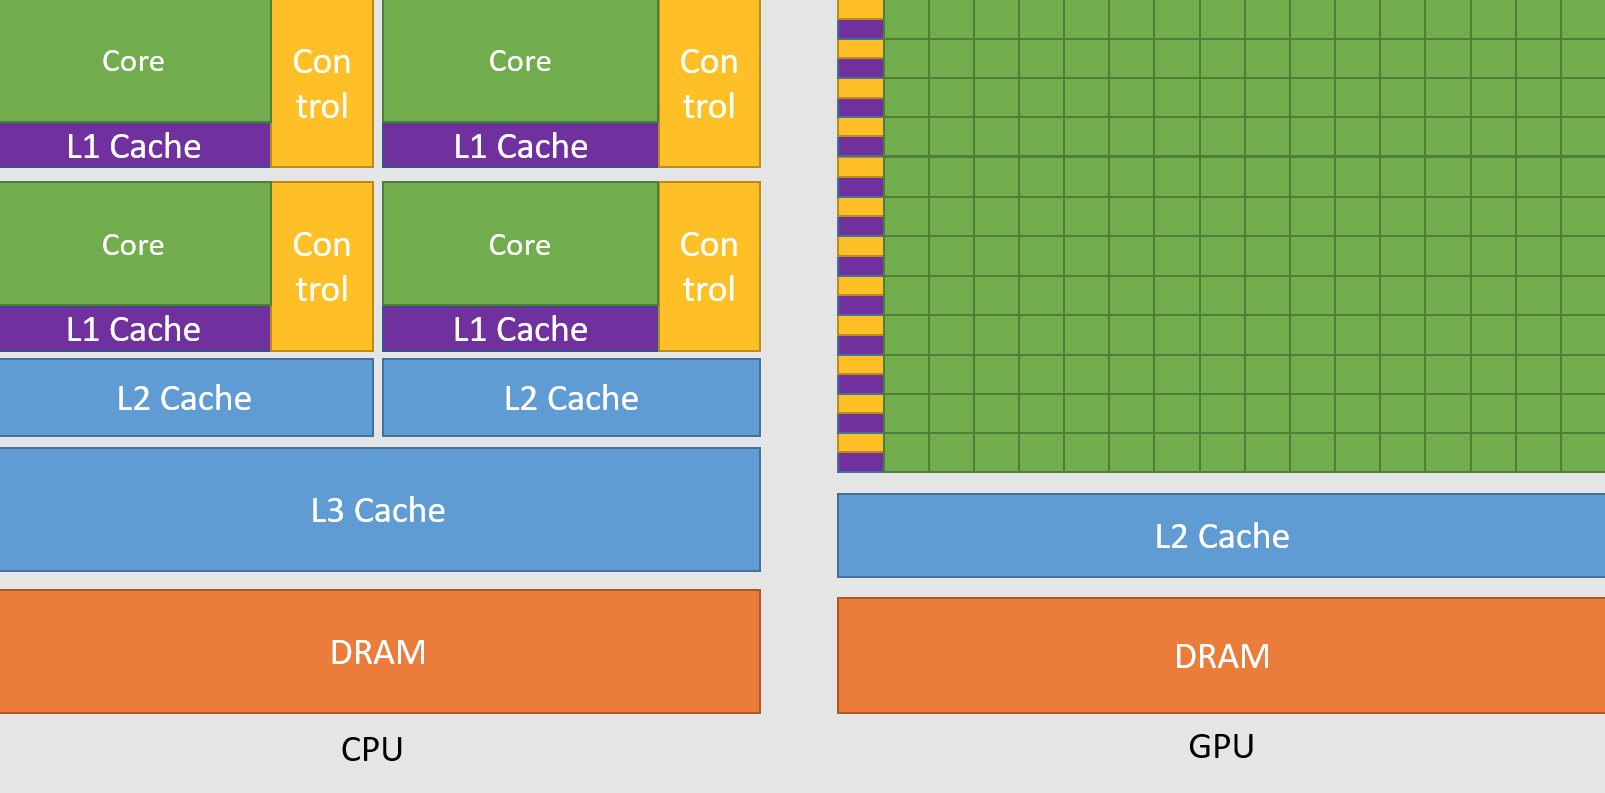 Core
Con
trol
L1 Cache
Core
Con
trol
L1 Cache
Core
Con
trol
L1 Cache
Core
Con
trol
L1 Cache
L2 Cache
L2 Cache
L3 Cache
DRAM
CPU
L2 Cache
DRAM
GPU